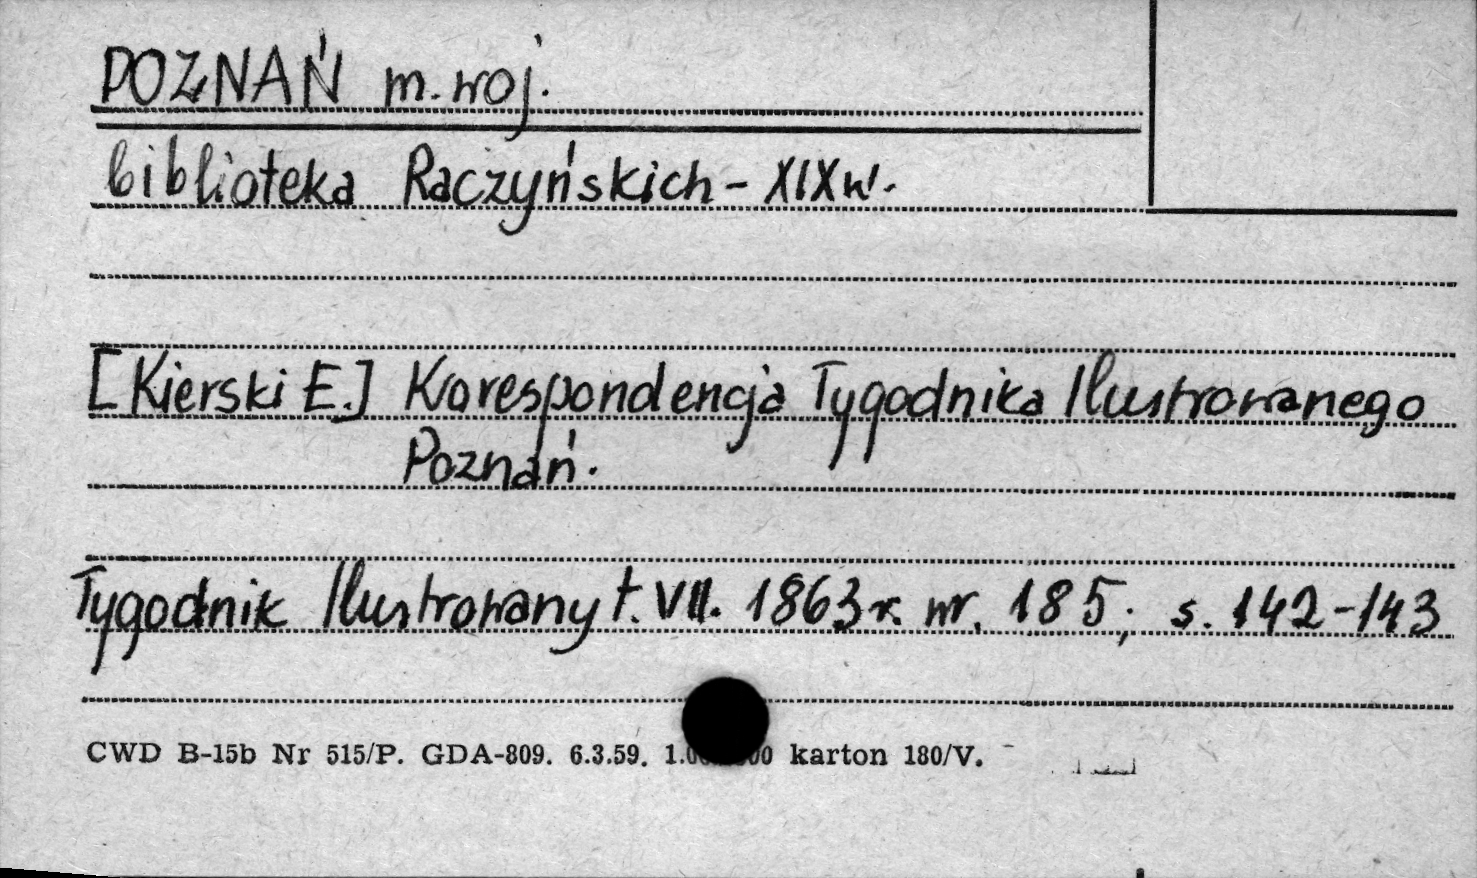 POZNAŃ m. woj.
biblioteka Raczyńskich - XIX w.
[Kierski E.] Korespondencja Tygodnika Ilustrowanego
Poznań.
Tygodnik Ilustrowany t. VII. 1863 r. nr. 185; s. 142-143
CWD B-15b Nr 515/P. GDA-809. 6.3.59. karton 180/V.